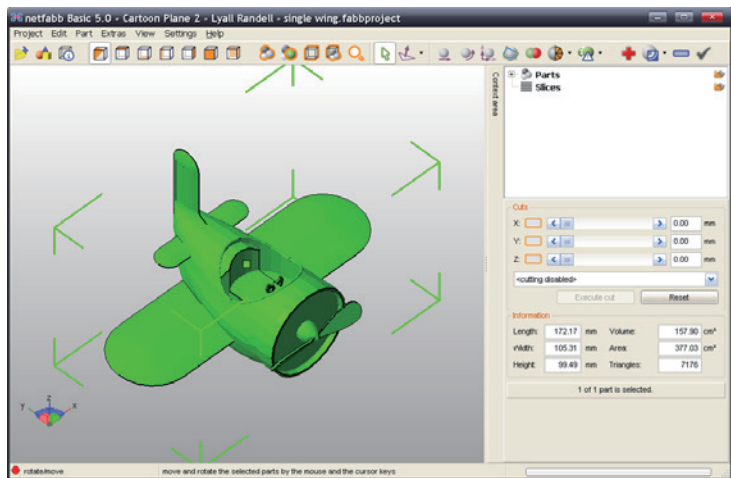 netfabb Basic 5.0 - Cartoon Plane 2 - Lyall Randell - single wing.fabbproject
Project Edit Part Extras View Settings Help
Context area
Parts
Slices
Cuts
X: 0.00 mm
Y: 0.00 mm
Z: 0.00 mm
<cutting disabled>
Execute cut Reset
Information
Length: 172.17 mm Volume: 157.90 cm³
Width: 105.31 mm Area: 377.03 cm²
Height: 99.49 mm Triangles: 7176
1 of 1 part is selected.
Z
Y X
rotate/move move and rotate the selected parts by the mouse and the cursor keys